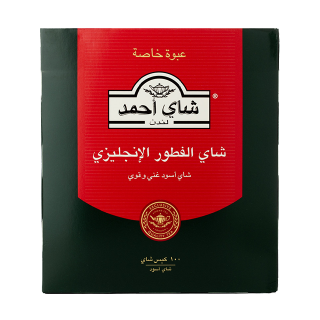 عبوة خاصة
شاي أحمد
لندن
®
شاي الفطور الإنجليزي
شاي أسود غني وقوي
١٠٠ كيس شاي
شاي أسود